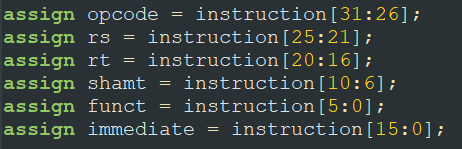 assign opcode = instruction[31:26];
assign rs = instruction[25:21];
assign rt = instruction[20:16];
assign shamt = instruction[10:6];
assign funct = instruction[5:0];
assign immediate = instruction[15:0];